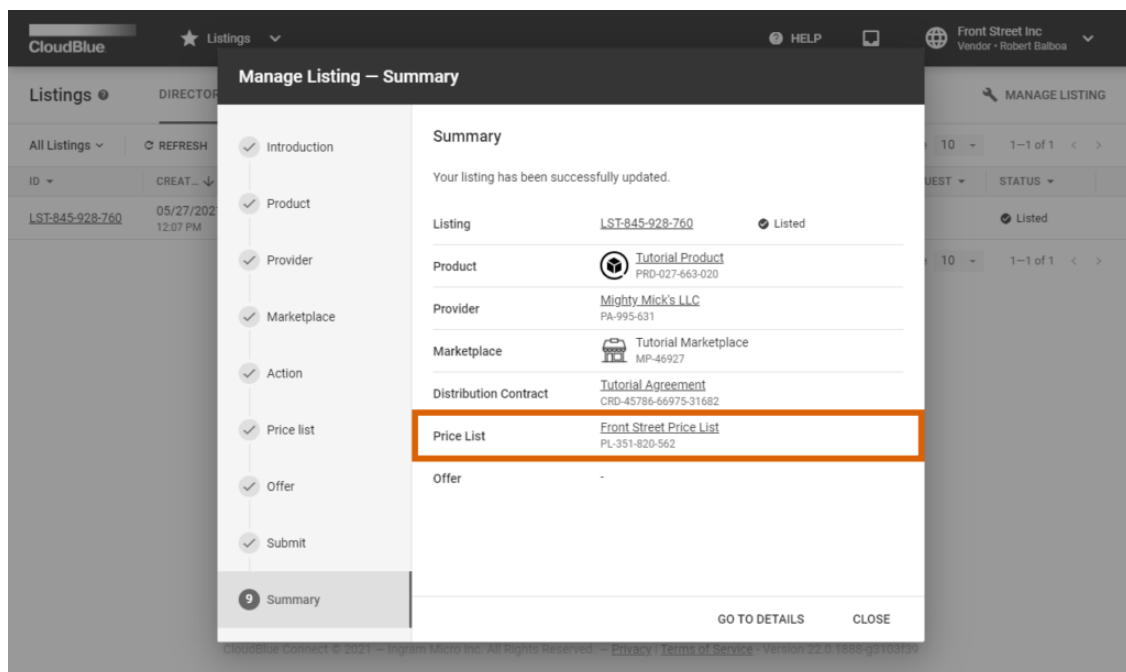 CloudBlue
Listings
HELP
Front Street Inc
Vendor • Robert Balboa
Manage Listing — Summary
Listings
DIRECTOR
MANAGE LISTING
All Listings
REFRESH
10
1—1 of 1
ID
CREAT...
UEST
STATUS
LST-845-928-760
05/27/202
12:07 PM
Listed
10
1—1 of 1
Introduction
Product
Provider
Marketplace
Action
Price list
Offer
Submit
9 Summary
Summary
Your listing has been successfully updated.
Listing LST-845-928-760 Listed
Product Tutorial Product
PRD-027-663-020
Provider Mighty Mick's LLC
PA-995-631
Marketplace Tutorial Marketplace
MP-46927
Distribution Contract Tutorial Agreement
CRD-45786-66975-31682
Price List Front Street Price List
PL-351-820-562
Offer -
GO TO DETAILS CLOSE
CloudBlue Connect © 2021 — Ingram Micro Inc. All Rights Reserved. — Privacy | Terms of Service - Version 22.0.1888-g3103f39